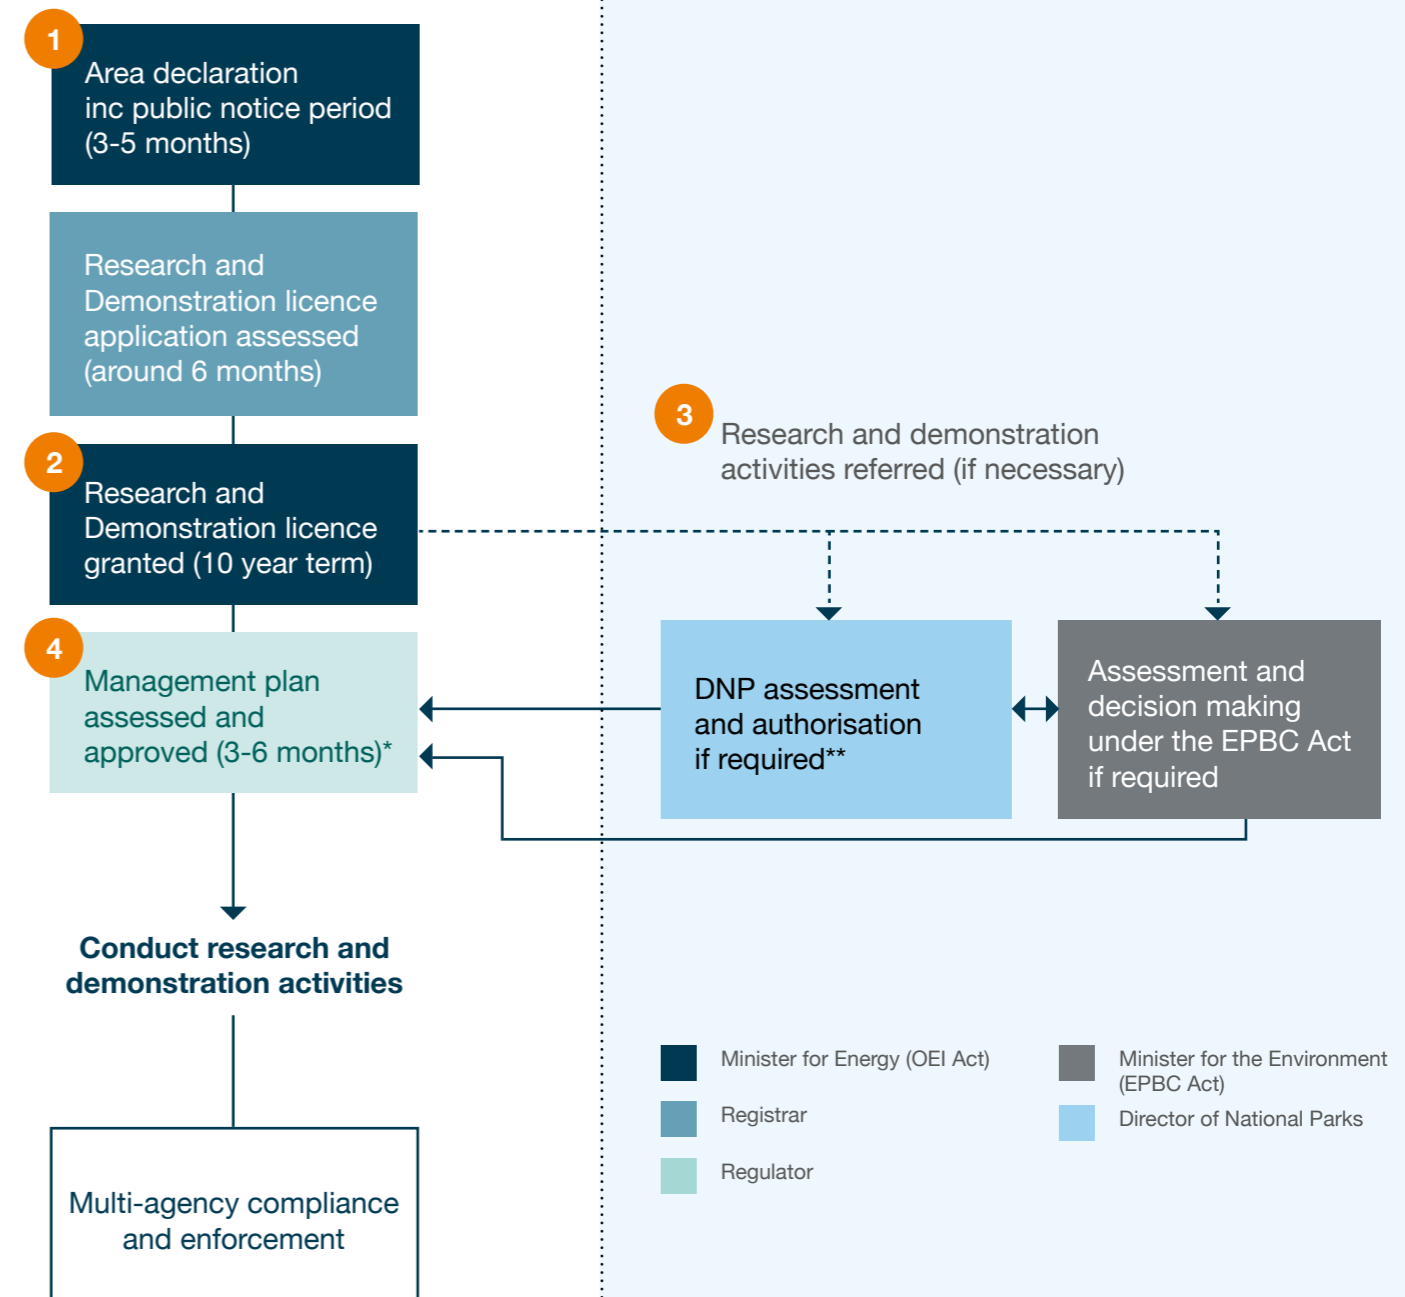 1
Area declaration
inc public notice period
(3-5 months)
Research and
Demonstration licence
application assessed
(around 6 months)
2
Research and
Demonstration licence
granted (10 year term)
3
Research and demonstration
activities referred (if necessary)
4
Management plan
assessed and
approved (3-6 months)*
DNP assessment
and authorisation
if required**
Assessment and
decision making
under the EPBC Act
if required
Conduct research and
demonstration activities
Multi-agency compliance
and enforcement
Minister for Energy (OEI Act)
Registrar
Regulator
Minister for the Environment
(EPBC Act)
Director of National Parks